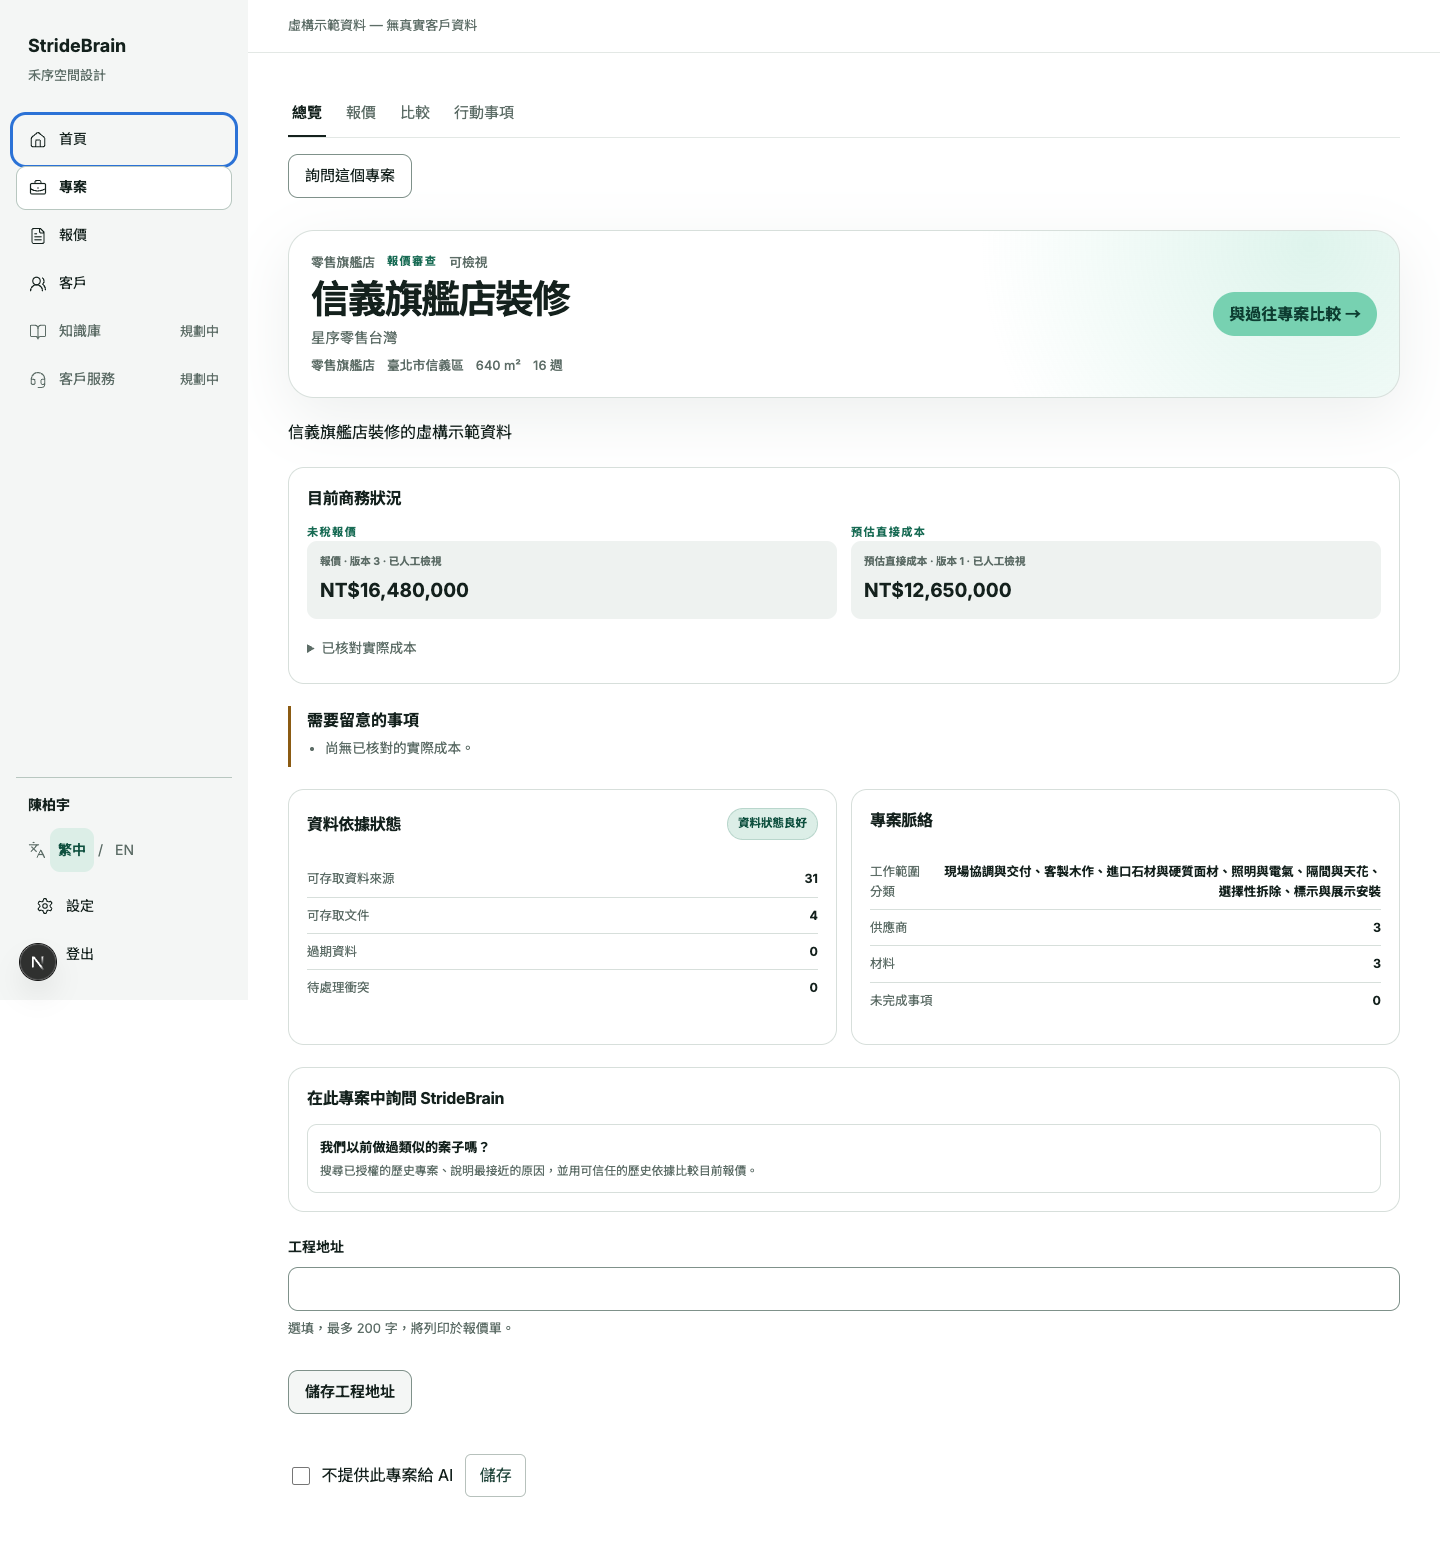 StrideBrain
禾序空間設計
首頁
專案
報價
客戶
知識庫 規劃中
客戶服務 規劃中
陳柏宇
繁中 / EN
設定
登出
N
虛構示範資料 — 無真實客戶資料
總覽 報價 比較 行動事項
詢問這個專案
零售旗艦店 報價審查 可檢視
信義旗艦店裝修
星序零售台灣
零售旗艦店 臺北市信義區 640 m² 16 週
與過往專案比較 →
信義旗艦店裝修的虛構示範資料
目前商務狀況
未稅報價
報價 · 版本 3 · 已人工檢視
NT$16,480,000
預估直接成本
預估直接成本 · 版本 1 · 已人工檢視
NT$12,650,000
▶ 已核對實際成本
需要留意的事項
• 尚無已核對的實際成本。
資料依據狀態 資料狀態良好
可存取資料來源 31
可存取文件 4
過期資料 0
待處理衝突 0
專案脈絡
工作範圍分類 現場協調與交付、客製木作、進口石材與硬質面材、照明與電氣、隔間與天花、
選擇性拆除、標示與展示安裝
供應商 3
材料 3
未完成事項 0
在此專案中詢問 StrideBrain
我們以前做過類似的案子嗎？
搜尋已授權的歷史專案、說明最接近的原因，並用可信任的歷史依據比較目前報價。
工程地址
選填，最多 200 字，將列印於報價單。
儲存工程地址
不提供此專案給 AI 儲存